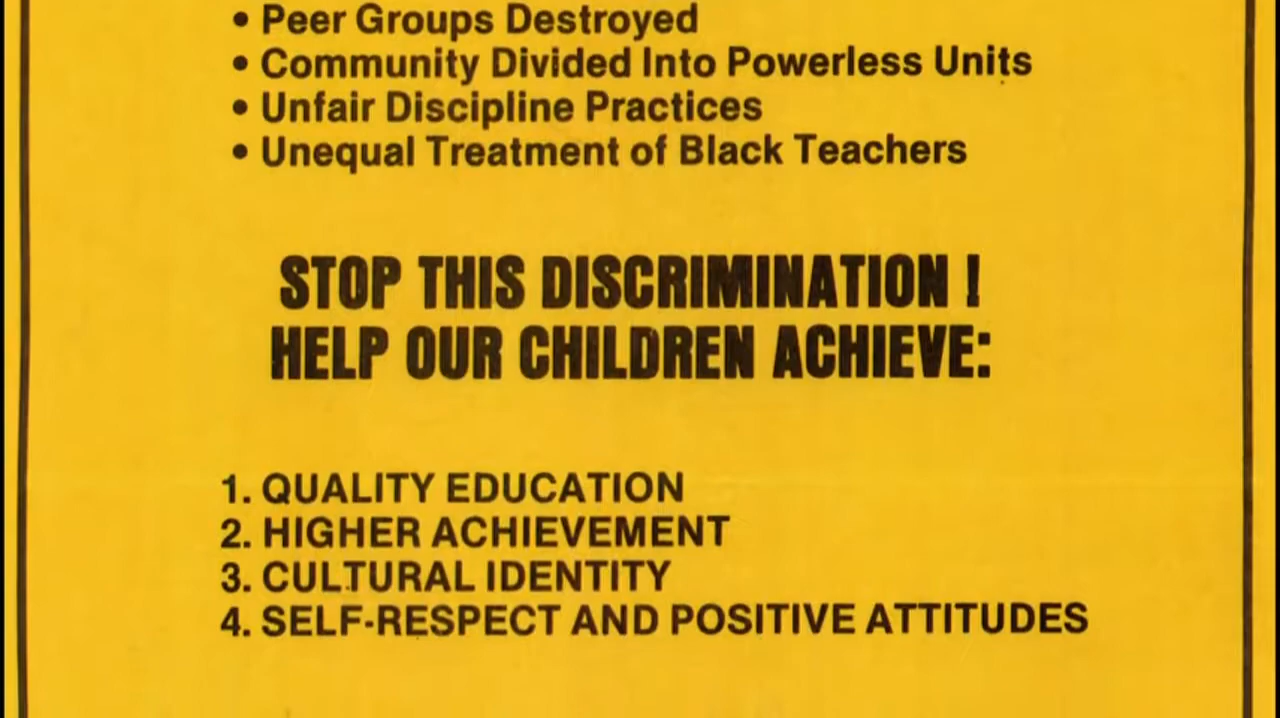 • Peer Groups Destroyed
• Community Divided Into Powerless Units
• Unfair Discipline Practices
• Unequal Treatment of Black Teachers
STOP THIS DISCRIMINATION !
HELP OUR CHILDREN ACHIEVE:
1. QUALITY EDUCATION
2. HIGHER ACHIEVEMENT
3. CULTURAL IDENTITY
4. SELF-RESPECT AND POSITIVE ATTITUDES